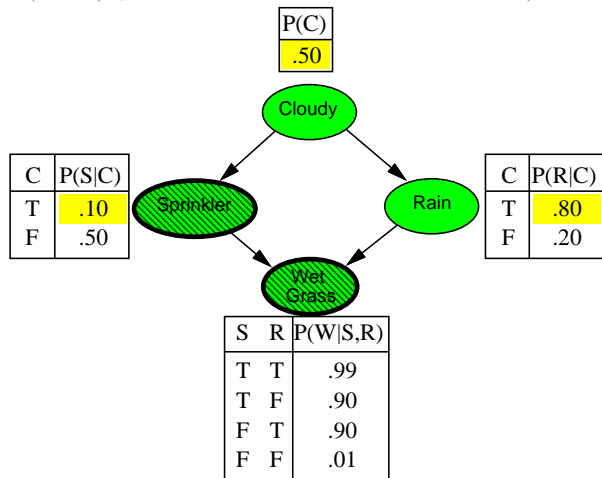 P(C)
.50
Cloudy
C P(S|C)
T .10
F .50
Sprinkler
Rain
C P(R|C)
T .80
F .20
Wet
Grass
S R P(W|S,R)
T T .99
T F .90
F T .90
F F .01